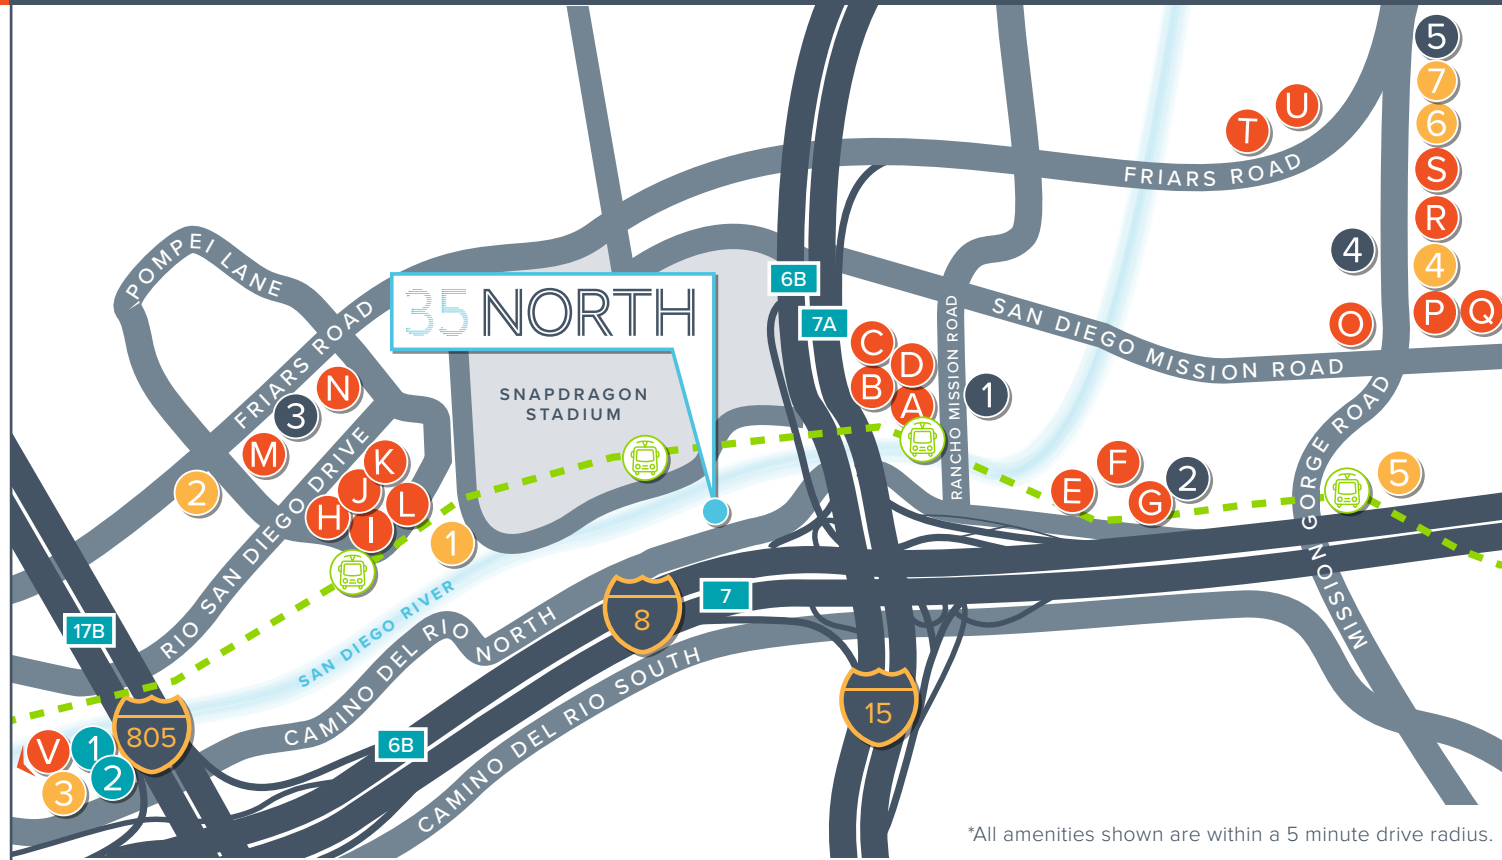 5
7
6
U
T
S
FRIARS ROAD
R
4
4
POMPEI LANE
6B
35 NORTH
7A
P
Q
O
SAN DIEGO MISSION ROAD
FRIARS ROAD
C
D
B
A
RANCHO MISSION ROAD
1
SNAPDRAGON
STADIUM
N
3
M
2
K
J
L
H
I
RIO SAN DIEGO DRIVE
1
F
E
G
2
5
MISSION GORGE ROAD
SAN DIEGO RIVER
8
7
17B
CAMINO DEL RIO NORTH
CAMINO DEL RIO SOUTH
15
805
6B
V
1
2
3
*All amenities shown are within a 5 minute drive radius.